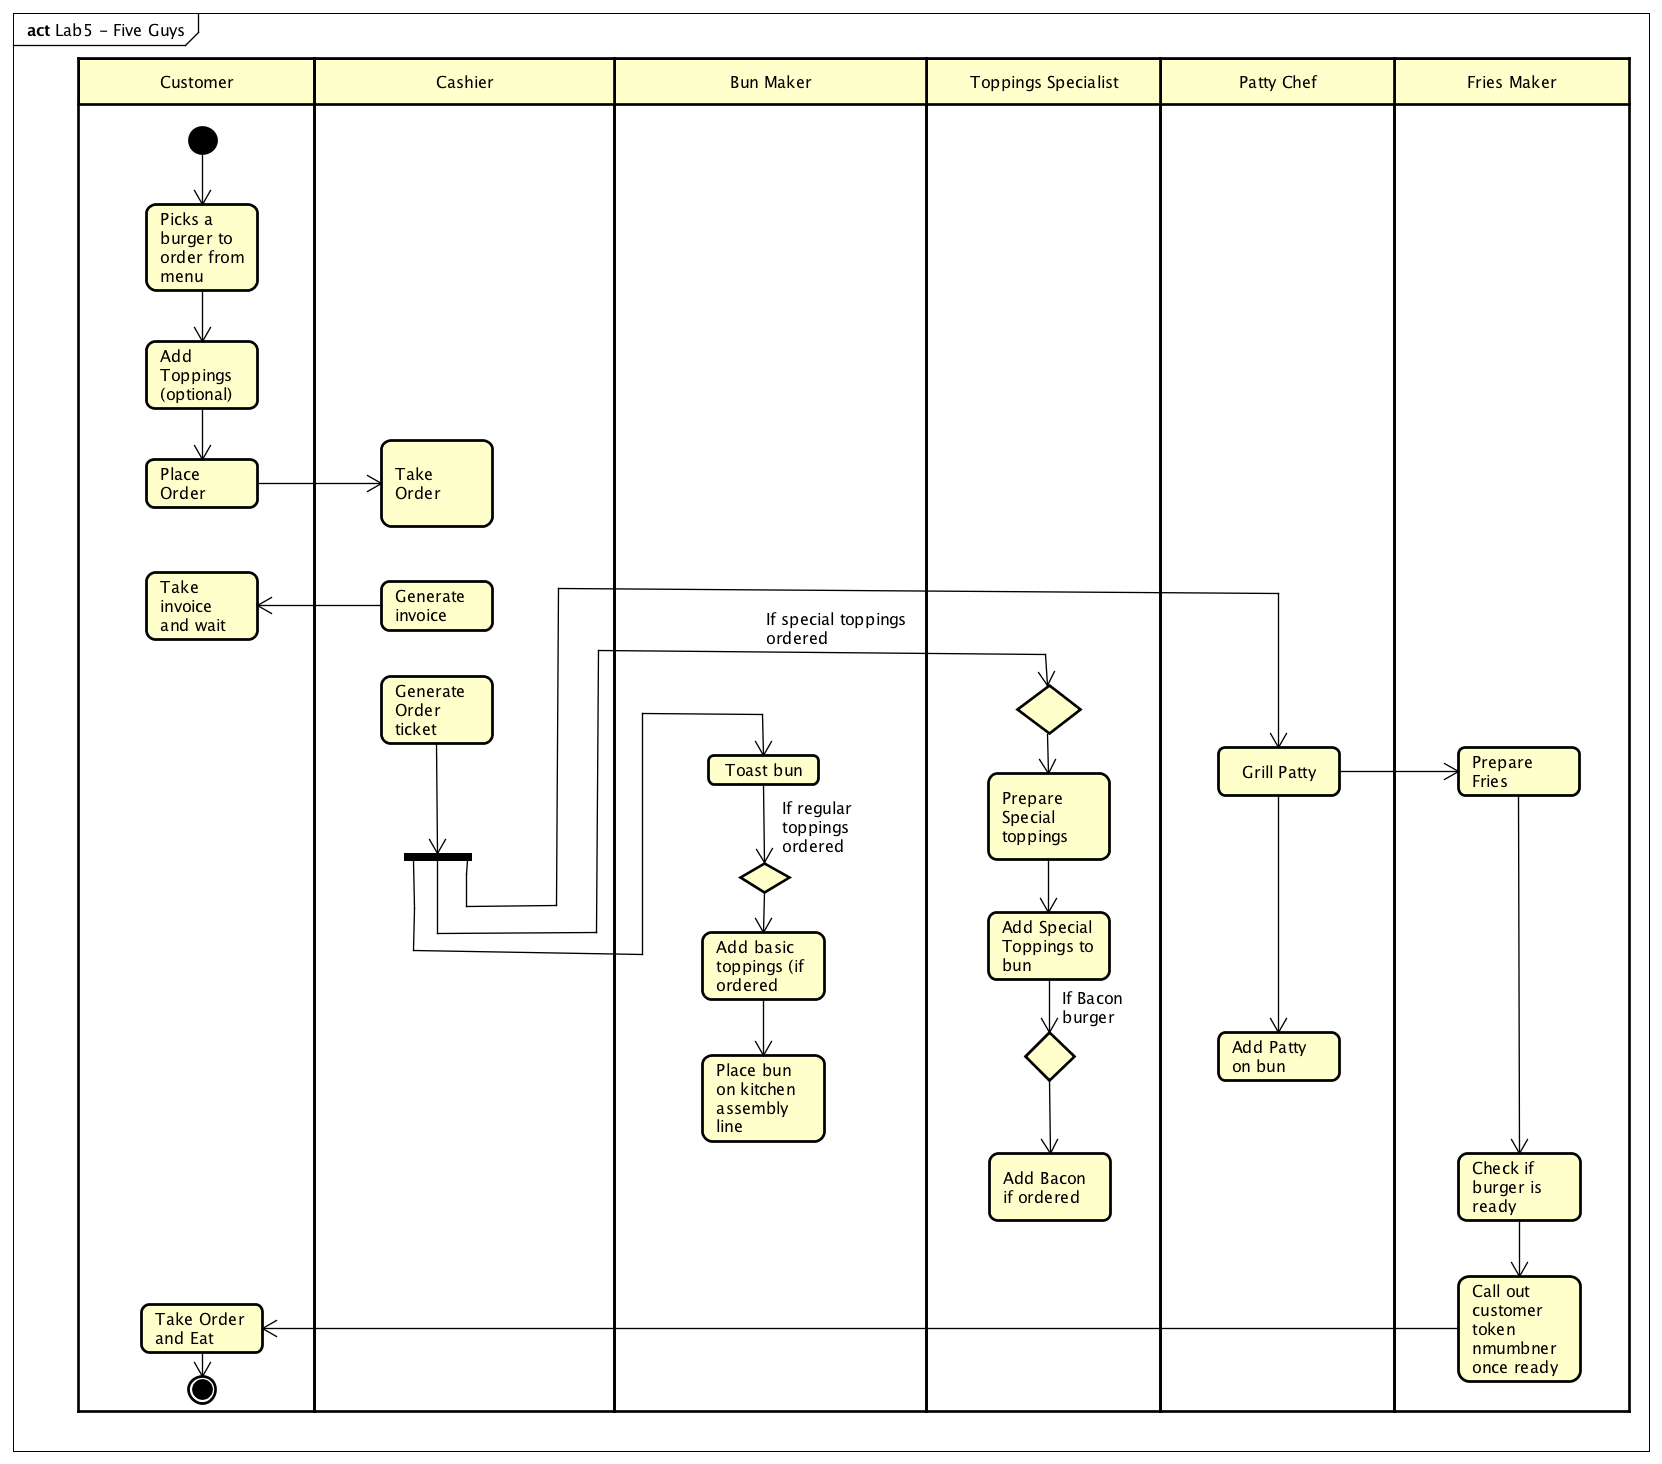 act Lab5 - Five Guys
Customer
Cashier
Bun Maker
Toppings Specialist
Patty Chef
Fries Maker
Picks a
burger to
order from
menu
Add
Toppings
(optional)
Place
Order
Take
Order
Take
invoice
and wait
Generate
invoice
If special toppings
ordered
Generate
Order
ticket
Toast bun
If regular
toppings
ordered
Add basic
toppings (if
ordered
Place bun
on kitchen
assembly
line
Prepare
Special
toppings
Add Special
Toppings to
bun
If Bacon
burger
Add Bacon
if ordered
Grill Patty
Add Patty
on bun
Prepare
Fries
Check if
burger is
ready
Call out
customer
token
nmumbner
once ready
Take Order
and Eat